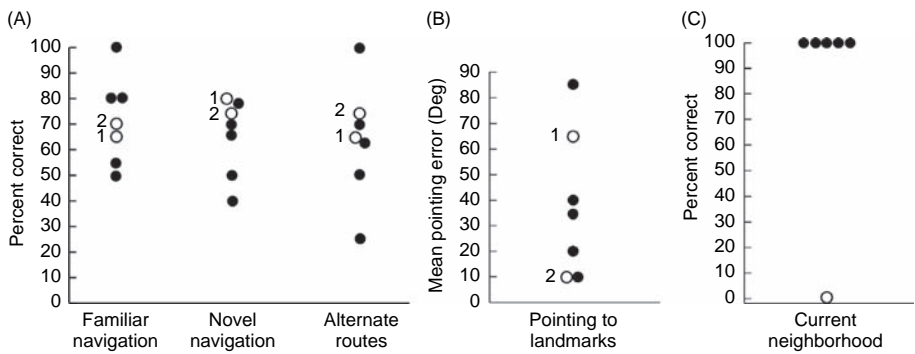 (A)
Percent correct
100
90
80
70
60
50
40
30
20
10
0
2
1
1
2
2
1
Familiar
navigation
Novel
navigation
Alternate
routes
(B)
Mean pointing error (Deg)
90
80
70
60
50
40
30
20
10
0
1
2
Pointing to
landmarks
(C)
Percent correct
100
90
80
70
60
50
40
30
20
10
0
Current
neighborhood